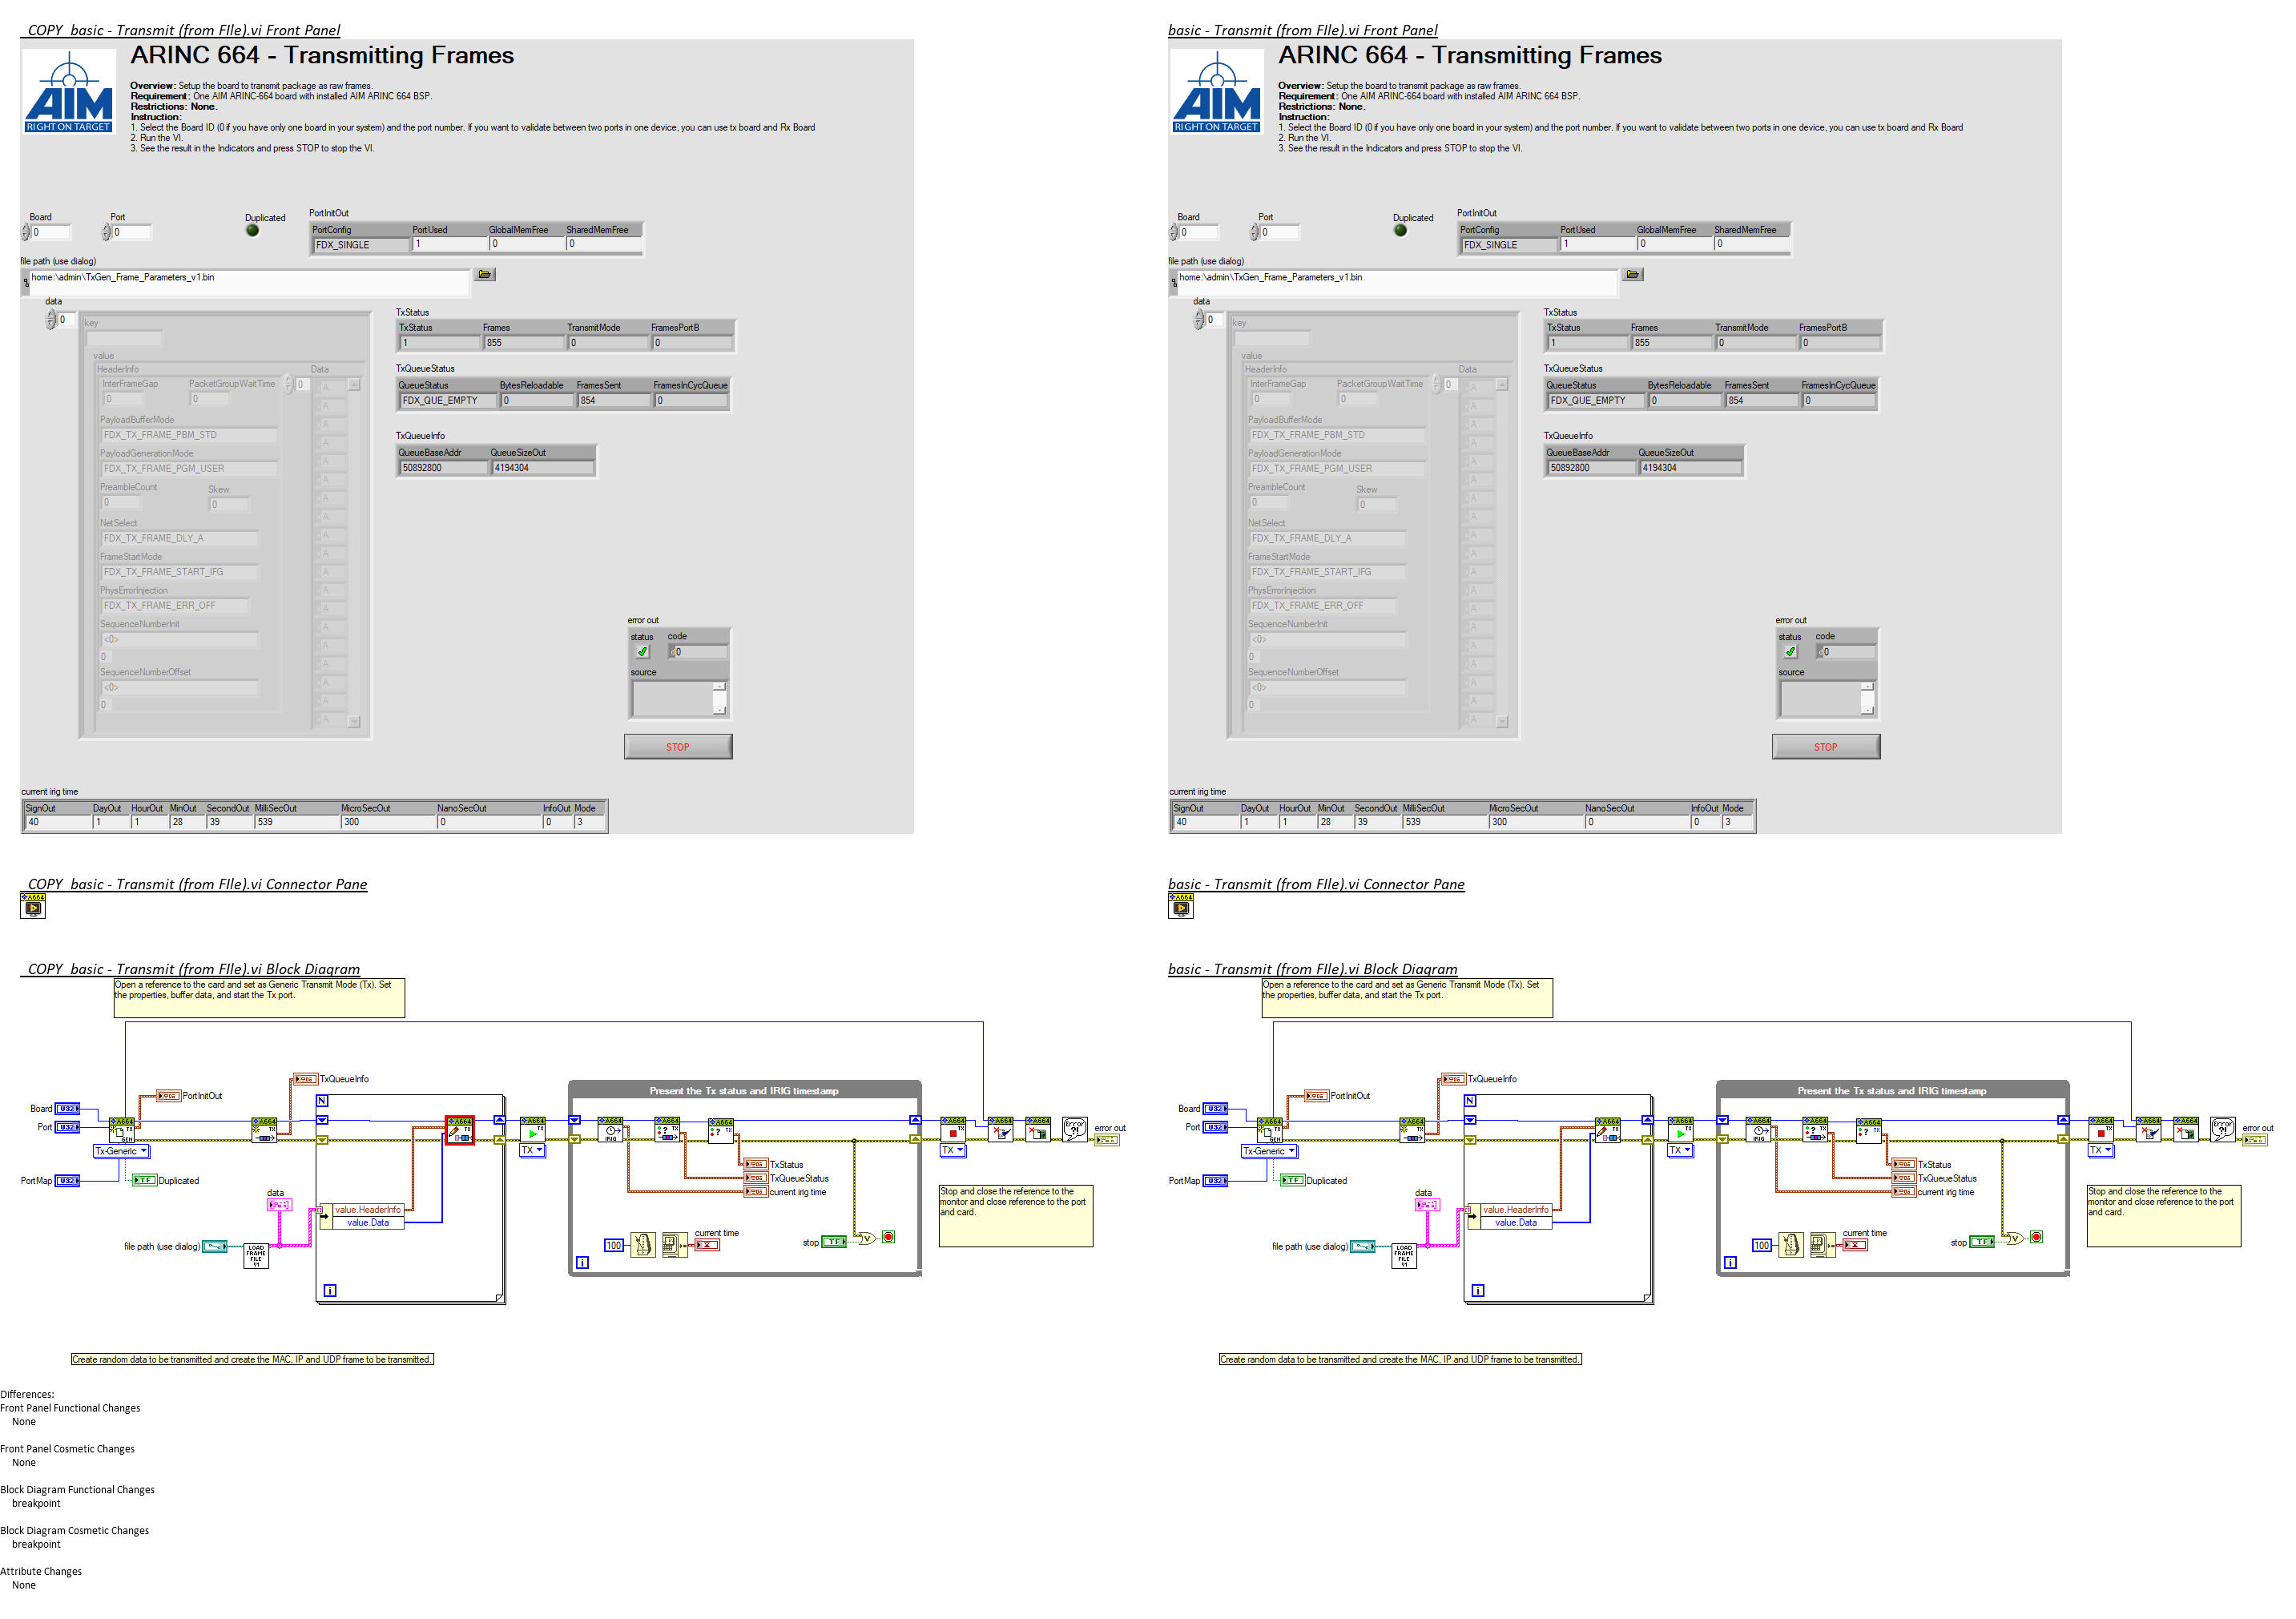 COPY  basic - Transmit (from FIle).vi Front Panel
AIM
RIGHT ON TARGET
ARINC 664 - Transmitting Frames
Overview: Setup the board to transmit package as raw frames.
Requirement: One AIM ARINC-664 board with installed AIM ARINC 664 BSP.
Restrictions: None.
Instruction:
1. Select the Board ID (0 if you have only one board in your system) and the port number. If you want to validate between two ports in one device, you can use tx board and Rx Board
2. Run the VI.
3. See the result in the Indicators and press STOP to stop the VI.
Board Port Duplicated PortInitOut
PortConfig PortUsed GlobalMemFree SharedMemFree
0 0 FDX_SINGLE 1 0 0
file path (use dialog)
home:\admin\TxGen_Frame_Parameters_v1.bin
data
0
key
value
HeaderInfo Data
InterFrameGap PacketGroupWaitTime
0 0 0
PayloadBufferMode
FDX_TX_FRAME_PBM_STD
PayloadGenerationMode
FDX_TX_FRAME_PGM_USER
PreambleCount Skew
0 0
NetSelect
FDX_TX_FRAME_DLY_A
FrameStartMode
FDX_TX_FRAME_START_IFG
PhysErrorInjection
FDX_TX_FRAME_ERR_OFF
SequenceNumberInit
<0>
0
SequenceNumberOffset
<0>
0
TxStatus
TxStatus Frames TransmitMode FramesPortB
1 855 0 0
TxQueueStatus
QueueStatus BytesReloadable FramesSent FramesInCycQueue
FDX_QUE_EMPTY 0 854 0
TxQueueInfo
QueueBaseAddr QueueSizeOut
50892800 4194304
error out
status code
0
source
STOP
current irig time
SignOut DayOut HourOut MinOut SecondOut MilliSecOut MicroSecOut NanoSecOut InfoOut Mode
40 1 1 28 39 539 300 0 0 3
COPY  basic - Transmit (from FIle).vi Connector Pane
A664
COPY  basic - Transmit (from FIle).vi Block Diagram
Open a reference to the card and set as Generic Transmit Mode (Tx). Set
the properties, buffer data, and start the Tx port.
TxQueueInfo
PortInitOut
Present the Tx status and IRIG timestamp
Board U32
Port U32
error out
Tx-Generic
TX
TX
PortMap U32
TF Duplicated
TxStatus
TxQueueStatus
current irig time
data
value.HeaderInfo
value.Data
Stop and close the reference to the
monitor and close reference to the port
and card.
file path (use dialog)
LOAD
FRAME
FILE
100
current time
stop TF
Create random data to be transmitted and create the MAC, IP and UDP frame to be transmitted.
Differences:
Front Panel Functional Changes
None
Front Panel Cosmetic Changes
None
Block Diagram Functional Changes
breakpoint
Block Diagram Cosmetic Changes
breakpoint
Attribute Changes
None
basic - Transmit (from FIle).vi Front Panel
AIM
RIGHT ON TARGET
ARINC 664 - Transmitting Frames
Overview: Setup the board to transmit package as raw frames.
Requirement: One AIM ARINC-664 board with installed AIM ARINC 664 BSP.
Restrictions: None.
Instruction:
1. Select the Board ID (0 if you have only one board in your system) and the port number. If you want to validate between two ports in one device, you can use tx board and Rx Board
2. Run the VI.
3. See the result in the Indicators and press STOP to stop the VI.
Board Port Duplicated PortInitOut
PortConfig PortUsed GlobalMemFree SharedMemFree
0 0 FDX_SINGLE 1 0 0
file path (use dialog)
home:\admin\TxGen_Frame_Parameters_v1.bin
data
0
key
value
HeaderInfo Data
InterFrameGap PacketGroupWaitTime
0 0 0
PayloadBufferMode
FDX_TX_FRAME_PBM_STD
PayloadGenerationMode
FDX_TX_FRAME_PGM_USER
PreambleCount Skew
0 0
NetSelect
FDX_TX_FRAME_DLY_A
FrameStartMode
FDX_TX_FRAME_START_IFG
PhysErrorInjection
FDX_TX_FRAME_ERR_OFF
SequenceNumberInit
<0>
0
SequenceNumberOffset
<0>
0
TxStatus
TxStatus Frames TransmitMode FramesPortB
1 855 0 0
TxQueueStatus
QueueStatus BytesReloadable FramesSent FramesInCycQueue
FDX_QUE_EMPTY 0 854 0
TxQueueInfo
QueueBaseAddr QueueSizeOut
50892800 4194304
error out
status code
0
source
STOP
current irig time
SignOut DayOut HourOut MinOut SecondOut MilliSecOut MicroSecOut NanoSecOut InfoOut Mode
40 1 1 28 39 539 300 0 0 3
basic - Transmit (from FIle).vi Connector Pane
A664
basic - Transmit (from FIle).vi Block Diagram
Open a reference to the card and set as Generic Transmit Mode (Tx). Set
the properties, buffer data, and start the Tx port.
TxQueueInfo
PortInitOut
Present the Tx status and IRIG timestamp
Board U32
Port U32
error out
Tx-Generic
TX
TX
PortMap U32
TF Duplicated
TxStatus
TxQueueStatus
current irig time
data
value.HeaderInfo
value.Data
Stop and close the reference to the
monitor and close reference to the port
and card.
file path (use dialog)
LOAD
FRAME
FILE
100
current time
stop TF
Create random data to be transmitted and create the MAC, IP and UDP frame to be transmitted.